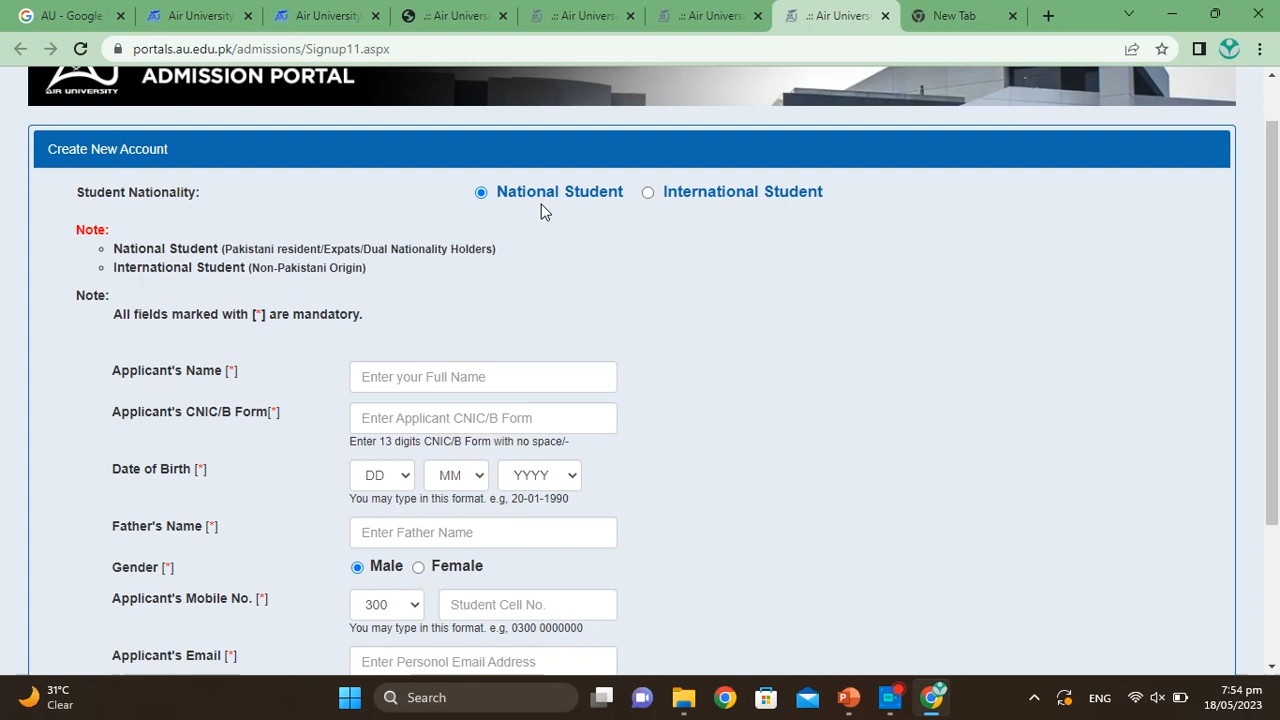 AU - Google
Air University
Air University
.:: Air Univers
.:: Air Univers
.:: Air Univers
.:: Air Univers
New Tab
portals.au.edu.pk/admissions/Signup11.aspx
AIR UNIVERSITY
ADMISSION PORTAL
Create New Account
Student Nationality:
National Student
International Student
Note:
National Student (Pakistani resident/Expats/Dual Nationality Holders)
International Student (Non-Pakistani Origin)
Note:
All fields marked with [*] are mandatory.
Applicant's Name [*]
Enter your Full Name
Applicant's CNIC/B Form[*]
Enter Applicant CNIC/B Form
Enter 13 digits CNIC/B Form with no space/-
Date of Birth [*]
DD
MM
YYYY
You may type in this format. e.g, 20-01-1990
Father's Name [*]
Enter Father Name
Gender [*]
Male
Female
Applicant's Mobile No. [*]
300
Student Cell No.
You may type in this format. e.g, 0300 0000000
Applicant's Email [*]
Enter Personol Email Address
31°C
Clear
Search
ENG
7:54 pm
18/05/2023